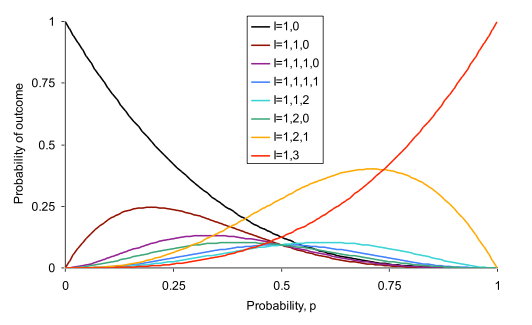 1
0.75
0.5
0.25
0
Probability of outcome
I=1,0
I=1,1,0
I=1,1,1,0
I=1,1,1,1
I=1,1,2
I=1,2,0
I=1,2,1
I=1,3
0 0.25 0.5 0.75 1
Probability, p